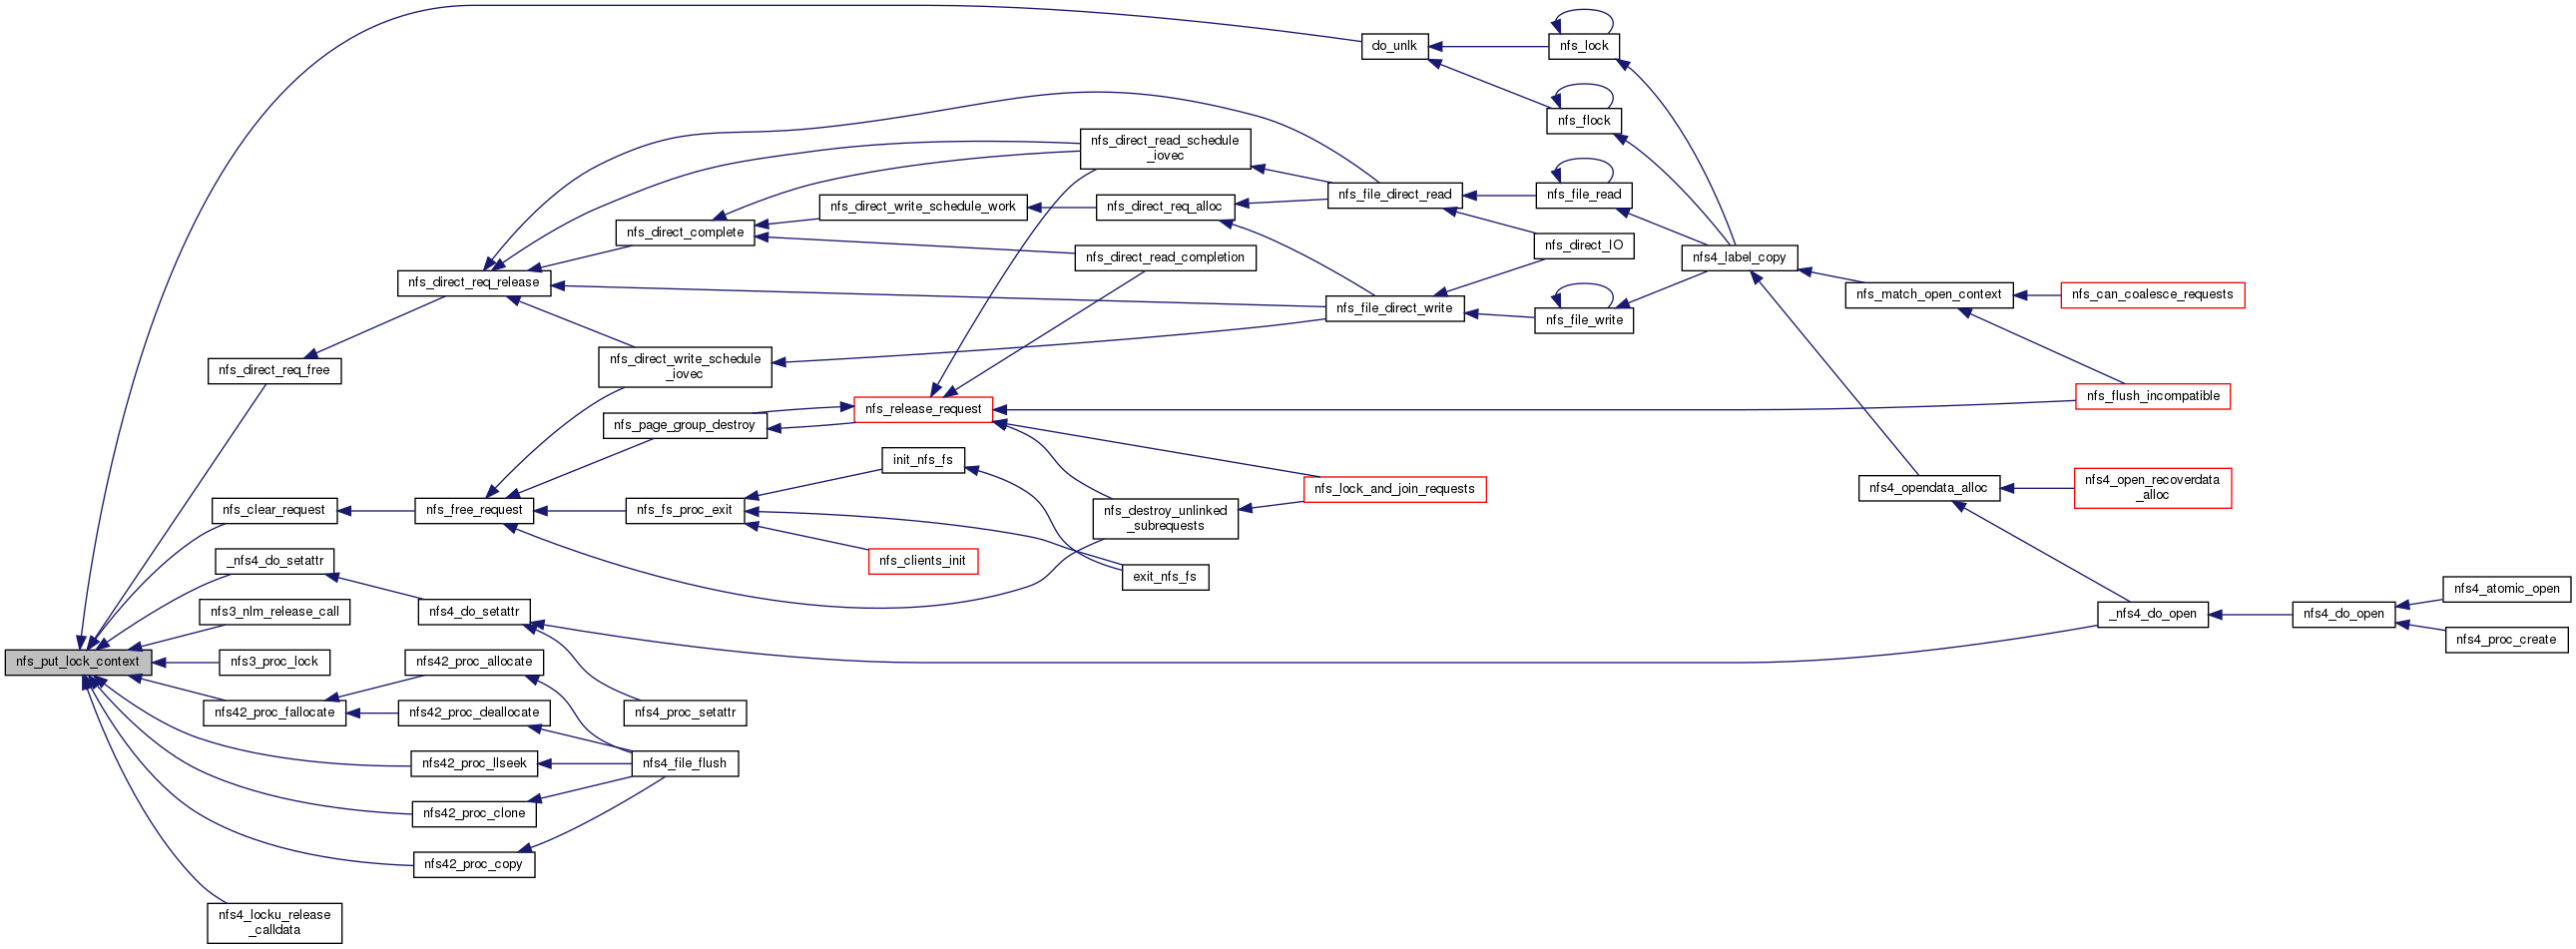 do_unlk
nfs_lock
nfs_flock
nfs_direct_read_schedule
_iovec
nfs_file_direct_read
nfs_file_read
nfs_direct_write_schedule_work
nfs_direct_req_alloc
nfs_direct_complete
nfs_direct_IO
nfs_direct_read_completion
nfs4_label_copy
nfs_direct_req_release
nfs_match_open_context
nfs_can_coalesce_requests
nfs_file_direct_write
nfs_file_write
nfs_direct_write_schedule
_iovec
nfs_direct_req_free
nfs_release_request
nfs_flush_incompatible
nfs_page_group_destroy
init_nfs_fs
nfs_lock_and_join_requests
nfs4_opendata_alloc
nfs4_open_recoverdata
_alloc
nfs_clear_request
nfs_free_request
nfs_fs_proc_exit
nfs_destroy_unlinked
_subrequests
_nfs4_do_setattr
nfs_clients_init
exit_nfs_fs
nfs4_atomic_open
nfs3_nlm_release_call
nfs4_do_setattr
_nfs4_do_open
nfs4_do_open
nfs4_proc_create
nfs_put_lock_context
nfs3_proc_lock
nfs42_proc_allocate
nfs42_proc_fallocate
nfs42_proc_deallocate
nfs4_proc_setattr
nfs42_proc_llseek
nfs4_file_flush
nfs42_proc_clone
nfs42_proc_copy
nfs4_locku_release
_calldata